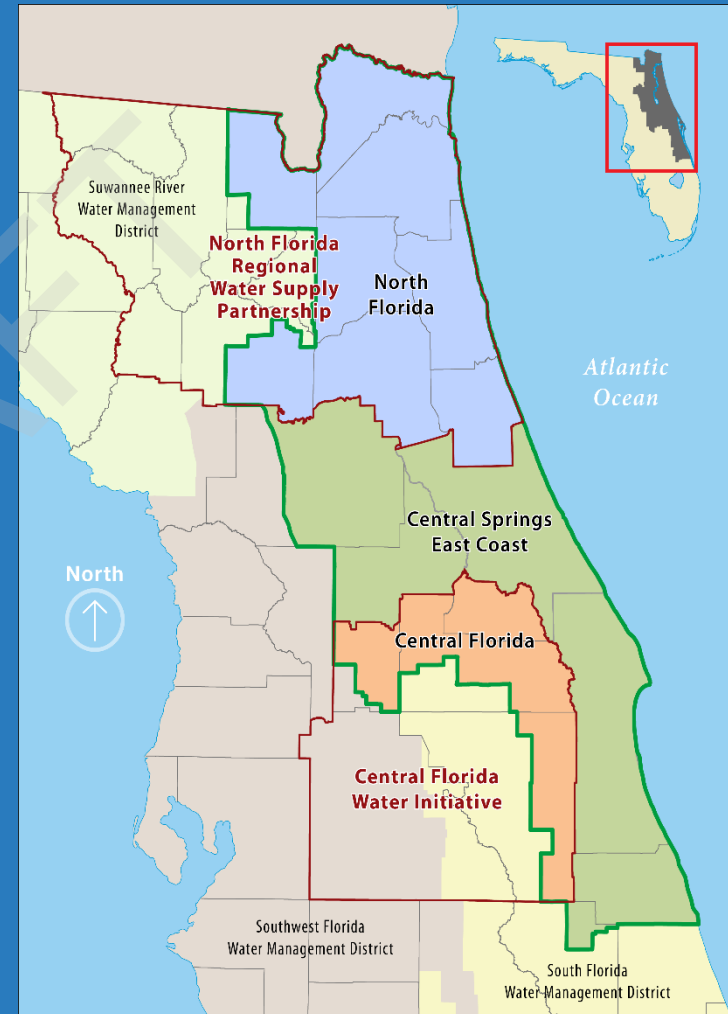 Suwannee River
Water Management
District
North Florida
Regional
Water Supply
Partnership
North
Florida
Atlantic
Ocean
Central Springs
East Coast
North
Central Florida
Central Florida
Water Initiative
Southwest Florida
Water Management District
South Florida
Water Management District